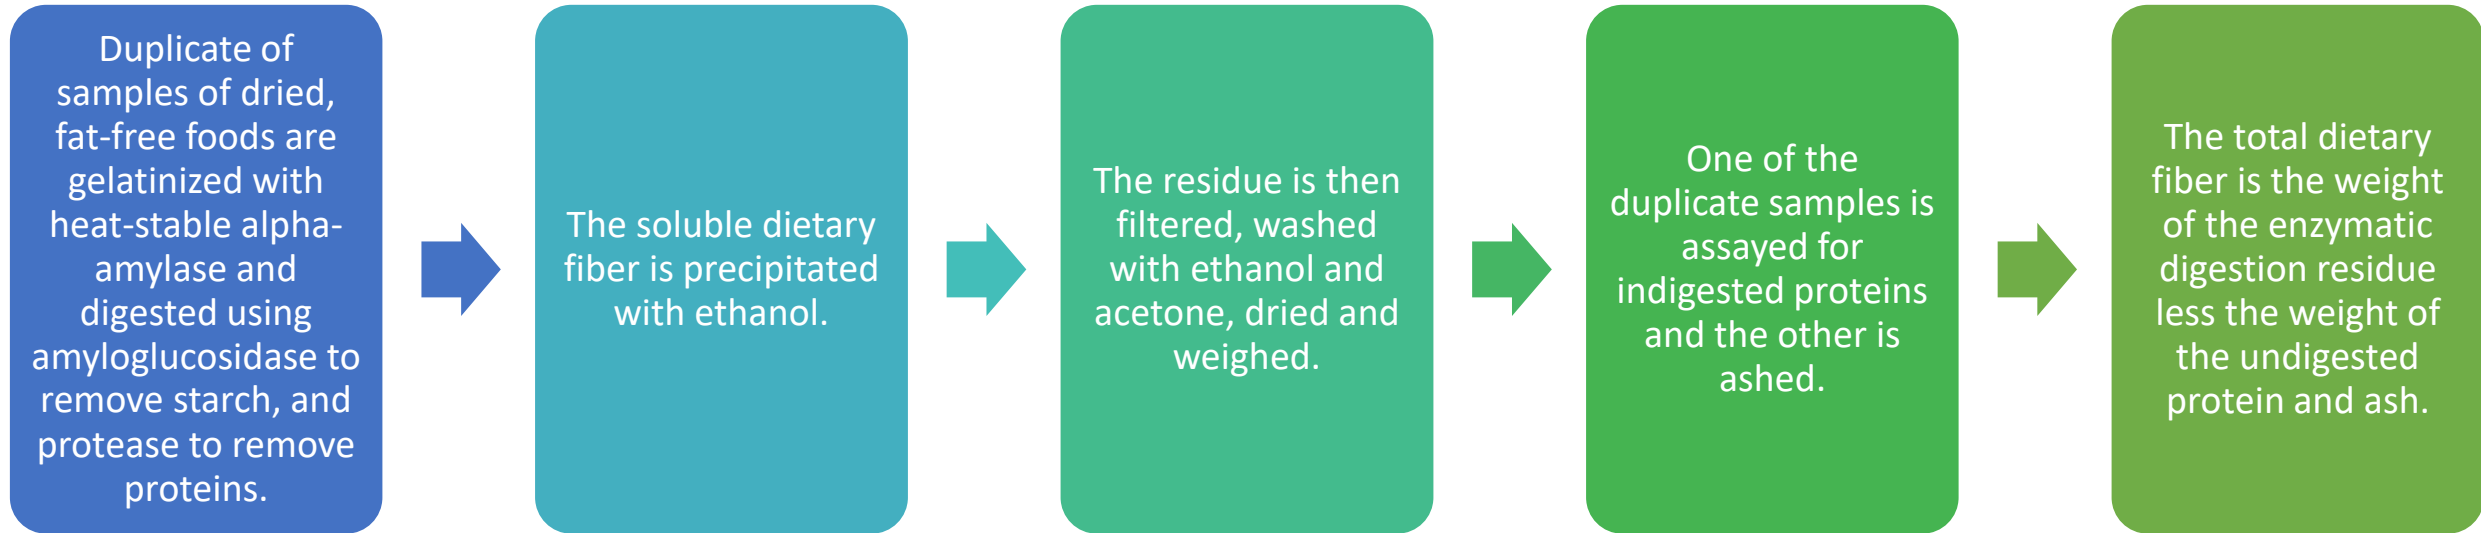 Duplicate of
samples of dried,
fat-free foods are
gelatinized with
heat-stable alpha-
amylase and
digested using
amyloglucosidase to
remove starch, and
protease to remove
proteins.
The soluble dietary
fiber is precipitated
with ethanol.
The residue is then
filtered, washed
with ethanol and
acetone, dried and
weighed.
One of the
duplicate samples is
assayed for
indigested proteins
and the other is
ashed.
The total dietary
fiber is the weight
of the enzymatic
digestion residue
less the weight of
the undigested
protein and ash.